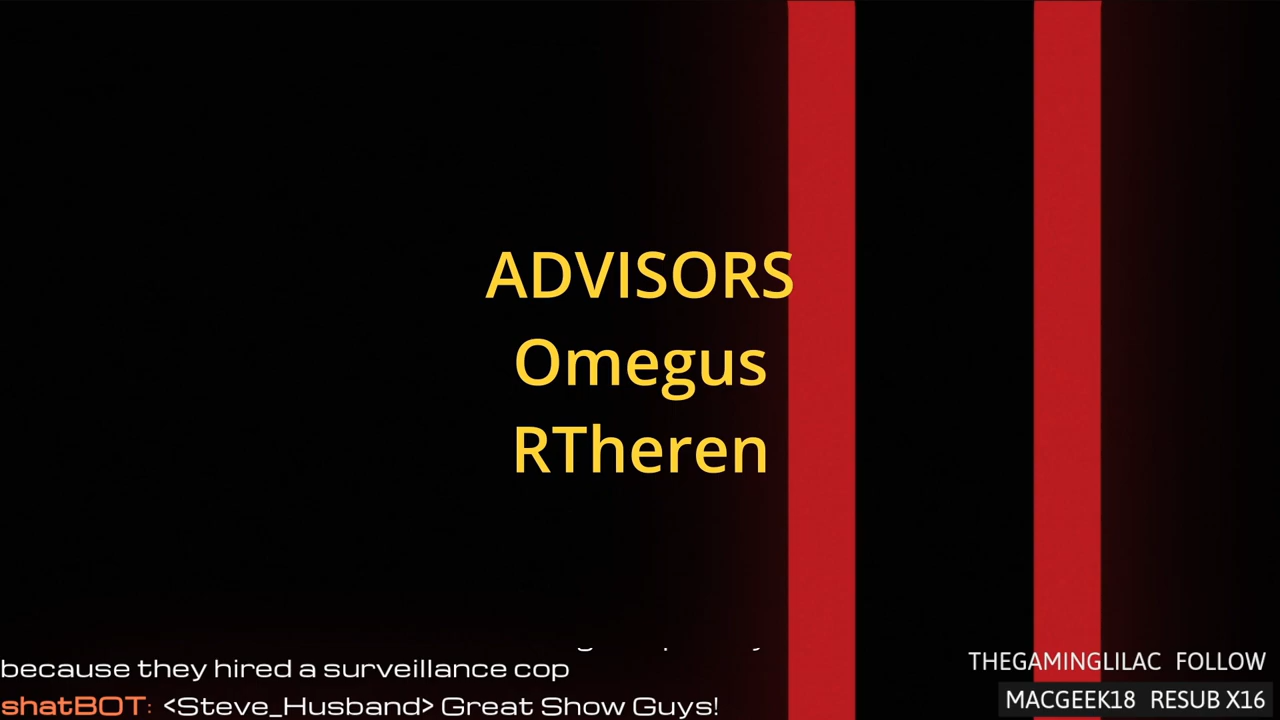 ADVISORS
Omegus
RTheren
because they hired a surveillance cop
shatBOT: <Steve_Husband> Great Show Guys!
THEGAMINGLILAC FOLLOW
MACGEEK18 RESUB X16